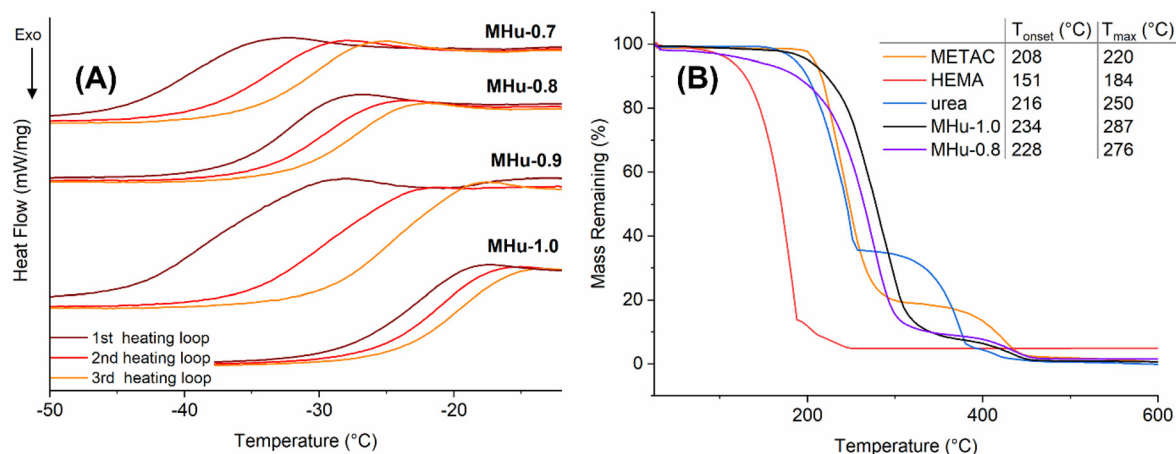 Exo
(A)
MHu-0.7
MHu-0.8
MHu-0.9
MHu-1.0
Heat Flow (mW/mg)
1st heating loop
2nd heating loop
3rd heating loop
-50 -40 -30 -20
Temperature (°C)
(B)
Tonset (°C) Tmax (°C)
METAC 208 220
HEMA 151 184
urea 216 250
MHu-1.0 234 287
MHu-0.8 228 276
Mass Remaining (%)
100
80
60
40
20
0
200 400 600
Temperature (°C)